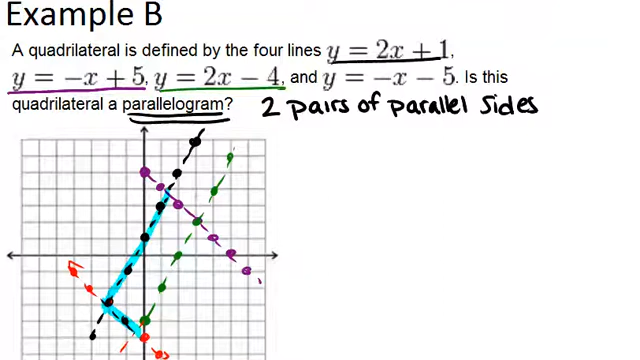 Example B
A quadrilateral is defined by the four lines y = 2x + 1,
y = −x + 5, y = 2x − 4, and y = −x − 5. Is this
quadrilateral a parallelogram? 2 pairs of parallel sides